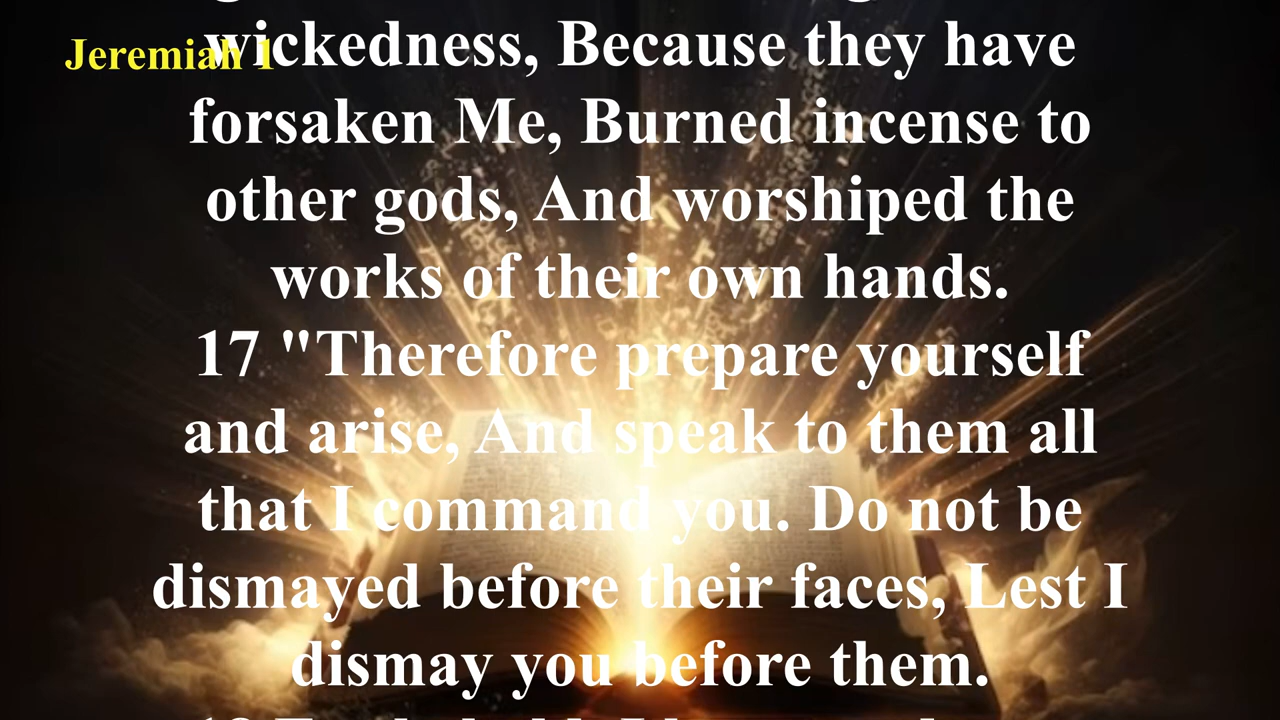 Jeremiah 1
wickedness, Because they have
forsaken Me, Burned incense to
other gods, And worshiped the
works of their own hands.
17 "Therefore prepare yourself
and arise, And speak to them all
that I command you. Do not be
dismayed before their faces, Lest I
dismay you before them.